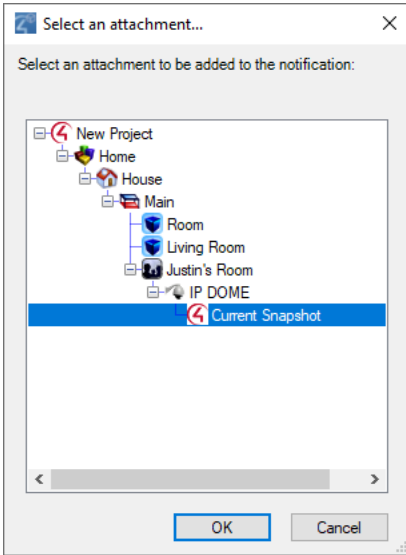 Select an attachment...
Select an attachment to be added to the notification:
New Project
Home
House
Main
Room
Living Room
Justin's Room
IP DOME
Current Snapshot
OK
Cancel